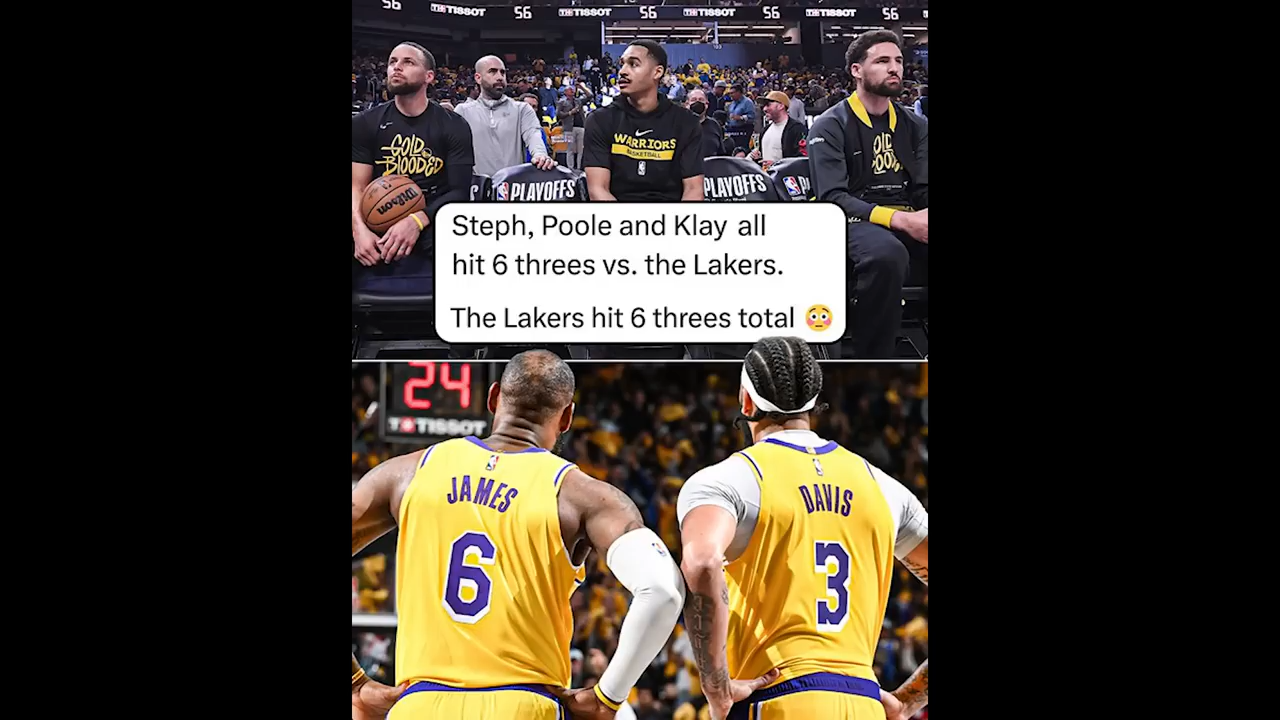 56
TISSOT
56
TISSOT
56
TISSOT
56
TISSOT
56
GOLD
BLOODED
WARRIORS
BASKETBALL
PLAYOFFS
PLAYOFFS
Wilson
Steph, Poole and Klay all
hit 6 threes vs. the Lakers.
The Lakers hit 6 threes total 😳
24
TISSOT
JAMES
6
DAVIS
3